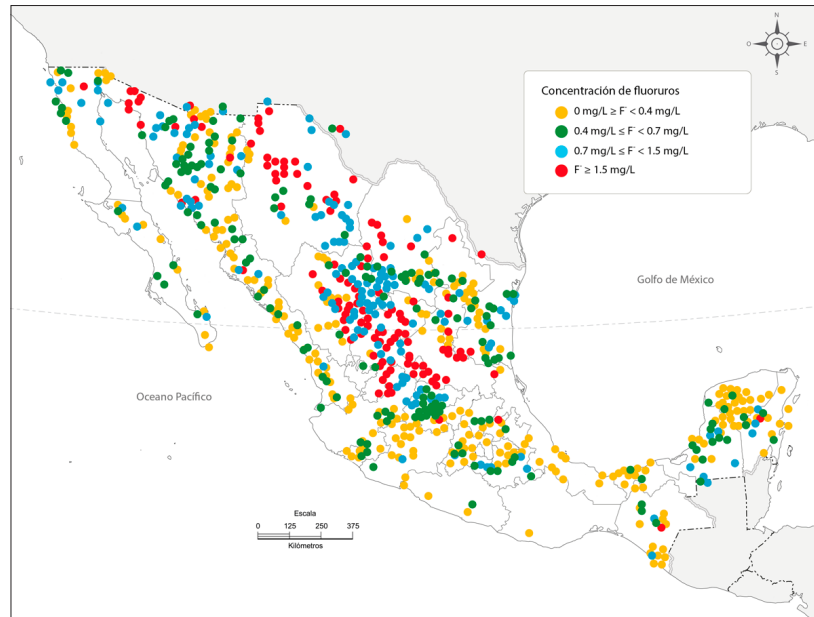 N
O
E
S
Concentración de fluoruros
0 mg/L ≥ F⁻ < 0.4 mg/L
0.4 mg/L ≤ F⁻ < 0.7 mg/L
0.7 mg/L ≤ F⁻ < 1.5 mg/L
F⁻ ≥ 1.5 mg/L
Golfo de México
Oceano Pacífico
Escala
0 125 250 375
Kilómetros